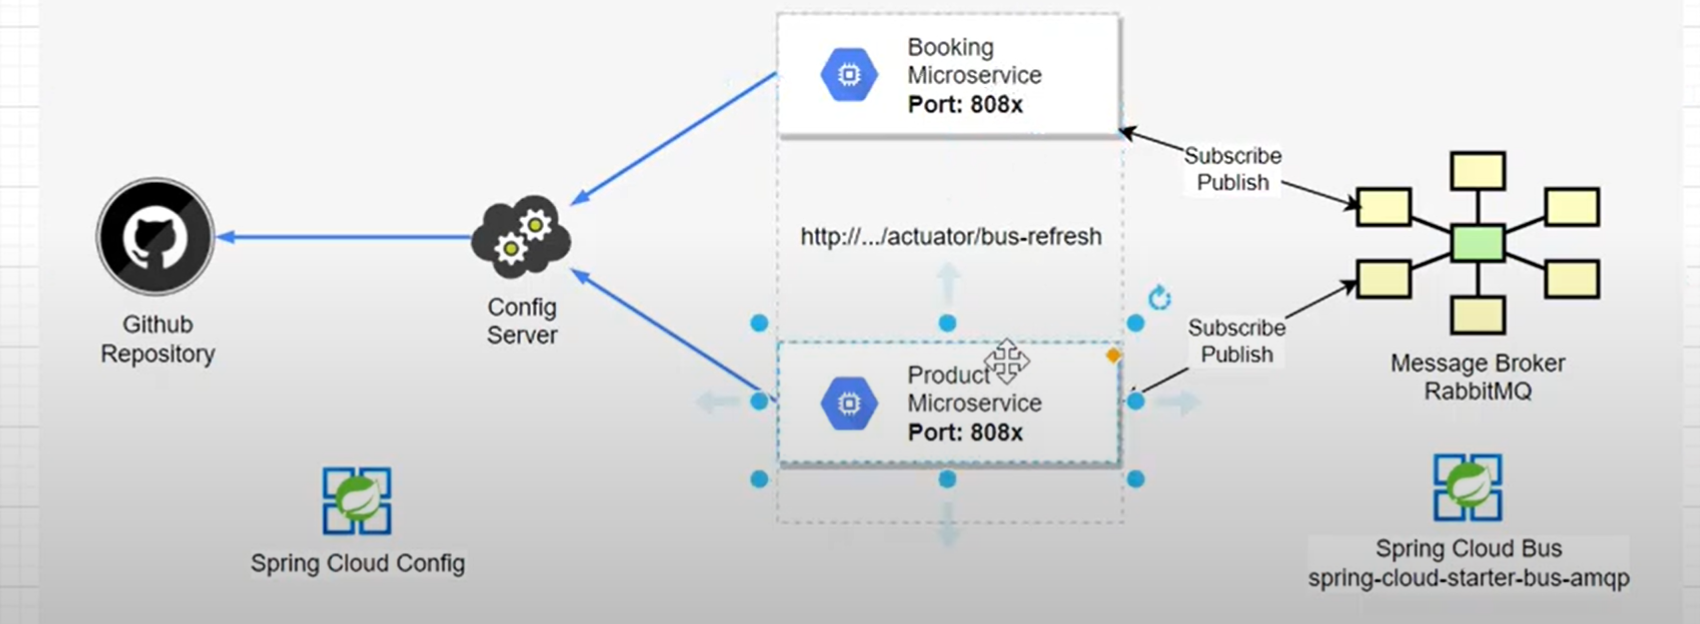 Booking
Microservice
Port: 808x
Subscribe
Publish
http://.../actuator/bus-refresh
Github
Repository
Config
Server
Subscribe
Publish
Product
Microservice
Port: 808x
Message Broker
RabbitMQ
Spring Cloud Config
Spring Cloud Bus
spring-cloud-starter-bus-amqp